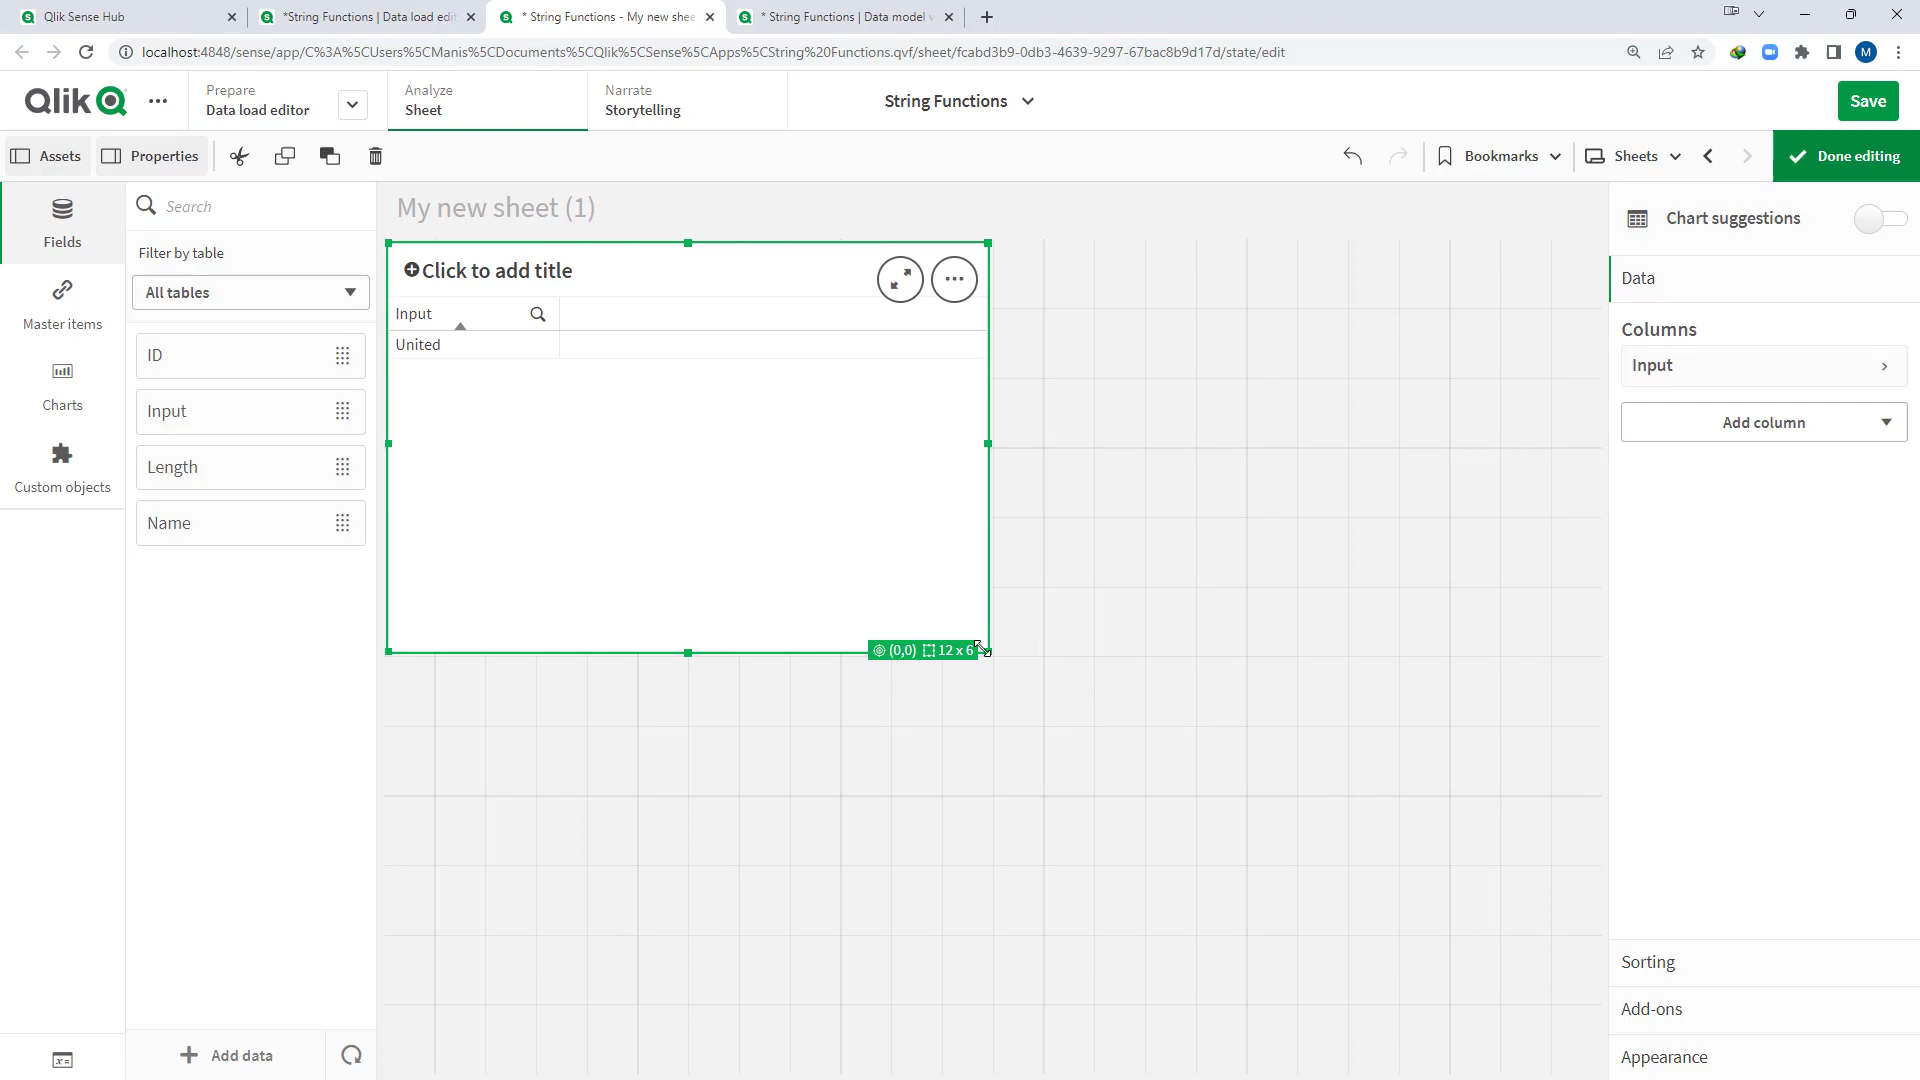 Qlik Sense Hub
*String Functions | Data load edit
* String Functions - My new shee
* String Functions | Data model v
localhost:4848/sense/app/C%3A%5CUsers%5CManis%5CDocuments%5CQlik%5CSense%5CApps%5CString%20Functions.qvf/sheet/fcabd3b9-0db3-4639-9297-67bac8b9d17d/state/edit
M
Qlik
Prepare
Data load editor
Analyze
Sheet
Narrate
Storytelling
String Functions
Save
Assets
Properties
Bookmarks
Sheets
Done editing
Fields
Master items
Charts
Custom objects
Search
Filter by table
All tables
ID
Input
Length
Name
Add data
My new sheet (1)
Click to add title
Input
United
(0,0) 12 x 6
Chart suggestions
Data
Columns
Input
Add column
Sorting
Add-ons
Appearance